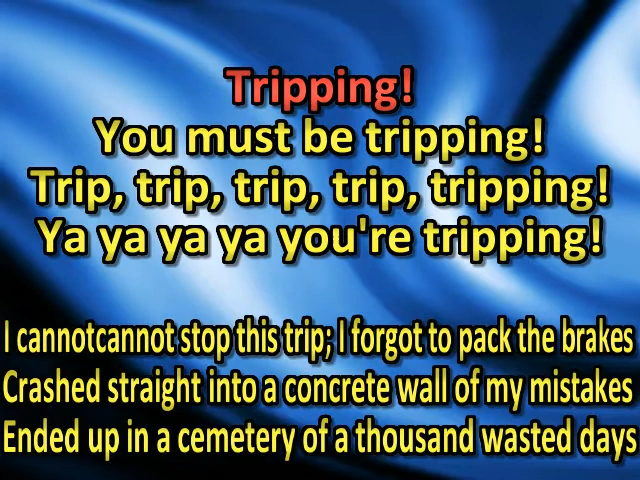 Tripping!
You must be tripping!
Trip, trip, trip, trip, tripping!
Ya ya ya ya you're tripping!
I cannotcannot stop this trip; I forgot to pack the brakes
Crashed straight into a concrete wall of my mistakes
Ended up in a cemetery of a thousand wasted days